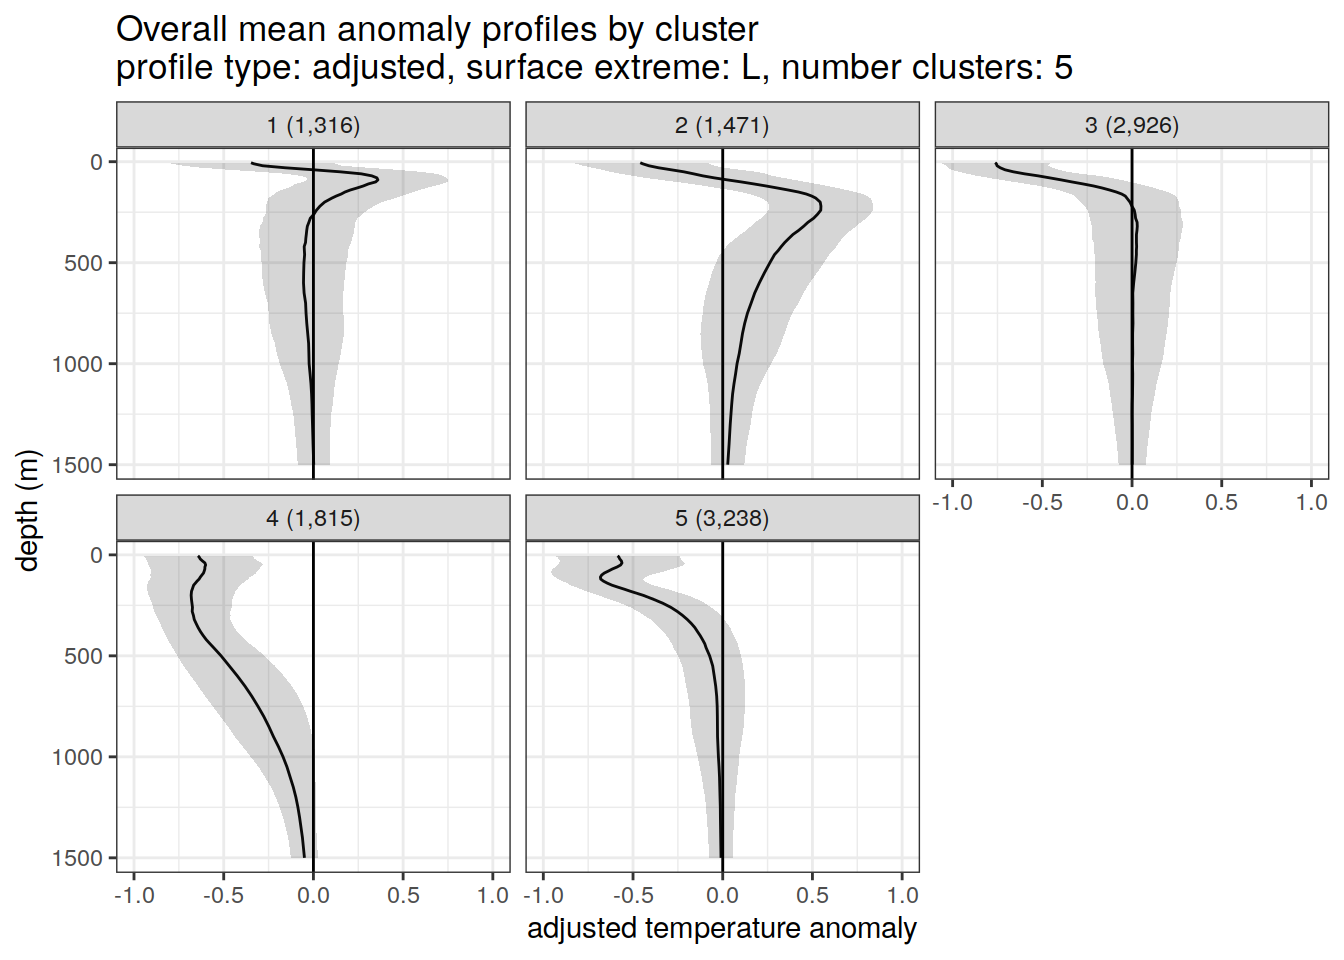 Overall mean anomaly profiles by cluster
profile type: adjusted, surface extreme: L, number clusters: 5
1 (1,316)
2 (1,471)
3 (2,926)
0
500
1000
1500
-1.0 -0.5 0.0 0.5 1.0
depth (m)
4 (1,815)
5 (3,238)
0
500
1000
1500
-1.0 -0.5 0.0 0.5 1.0
-1.0 -0.5 0.0 0.5 1.0
adjusted temperature anomaly